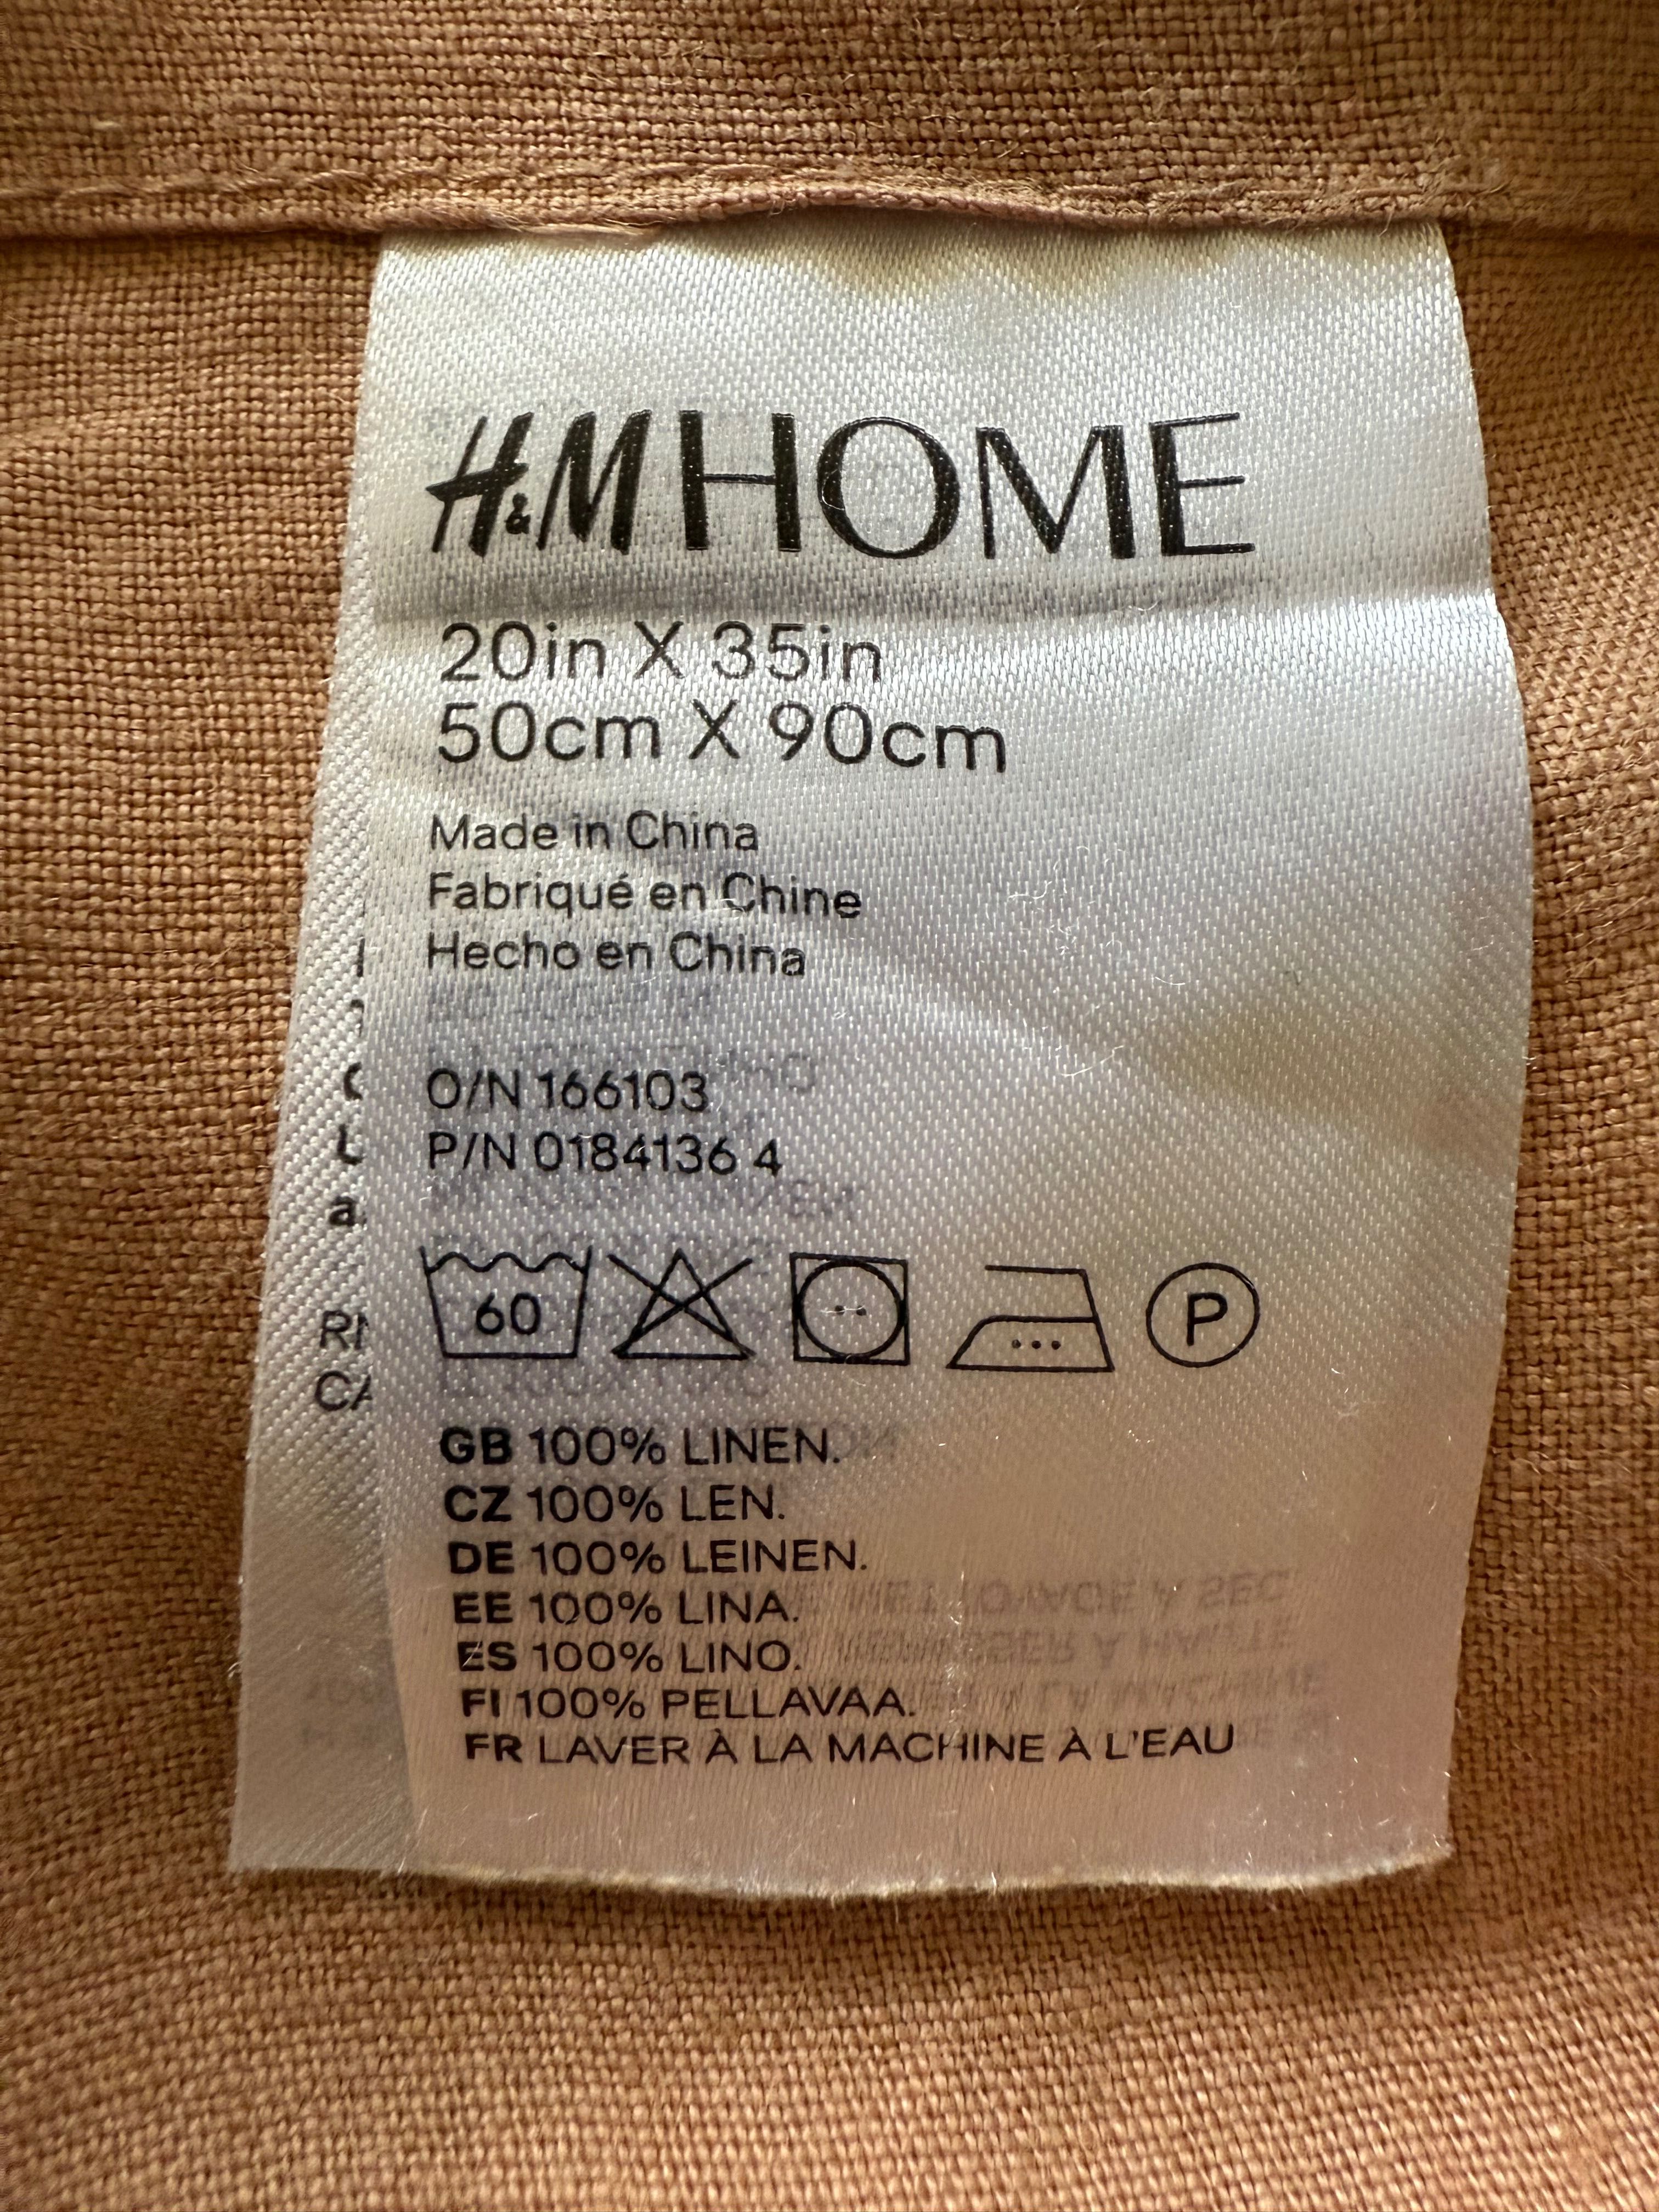 H&M HOME
20in X 35in
50cm X 90cm
Made in China
Fabriqué en Chine
Hecho en China
O/N 166103
P/N 0184136 4
60
P
GB 100% LINEN.
CZ 100% LEN.
DE 100% LEINEN.
EE 100% LINA.
ES 100% LINO.
FI 100% PELLAVAA.
FR LAVER À LA MACHINE À L'EAU